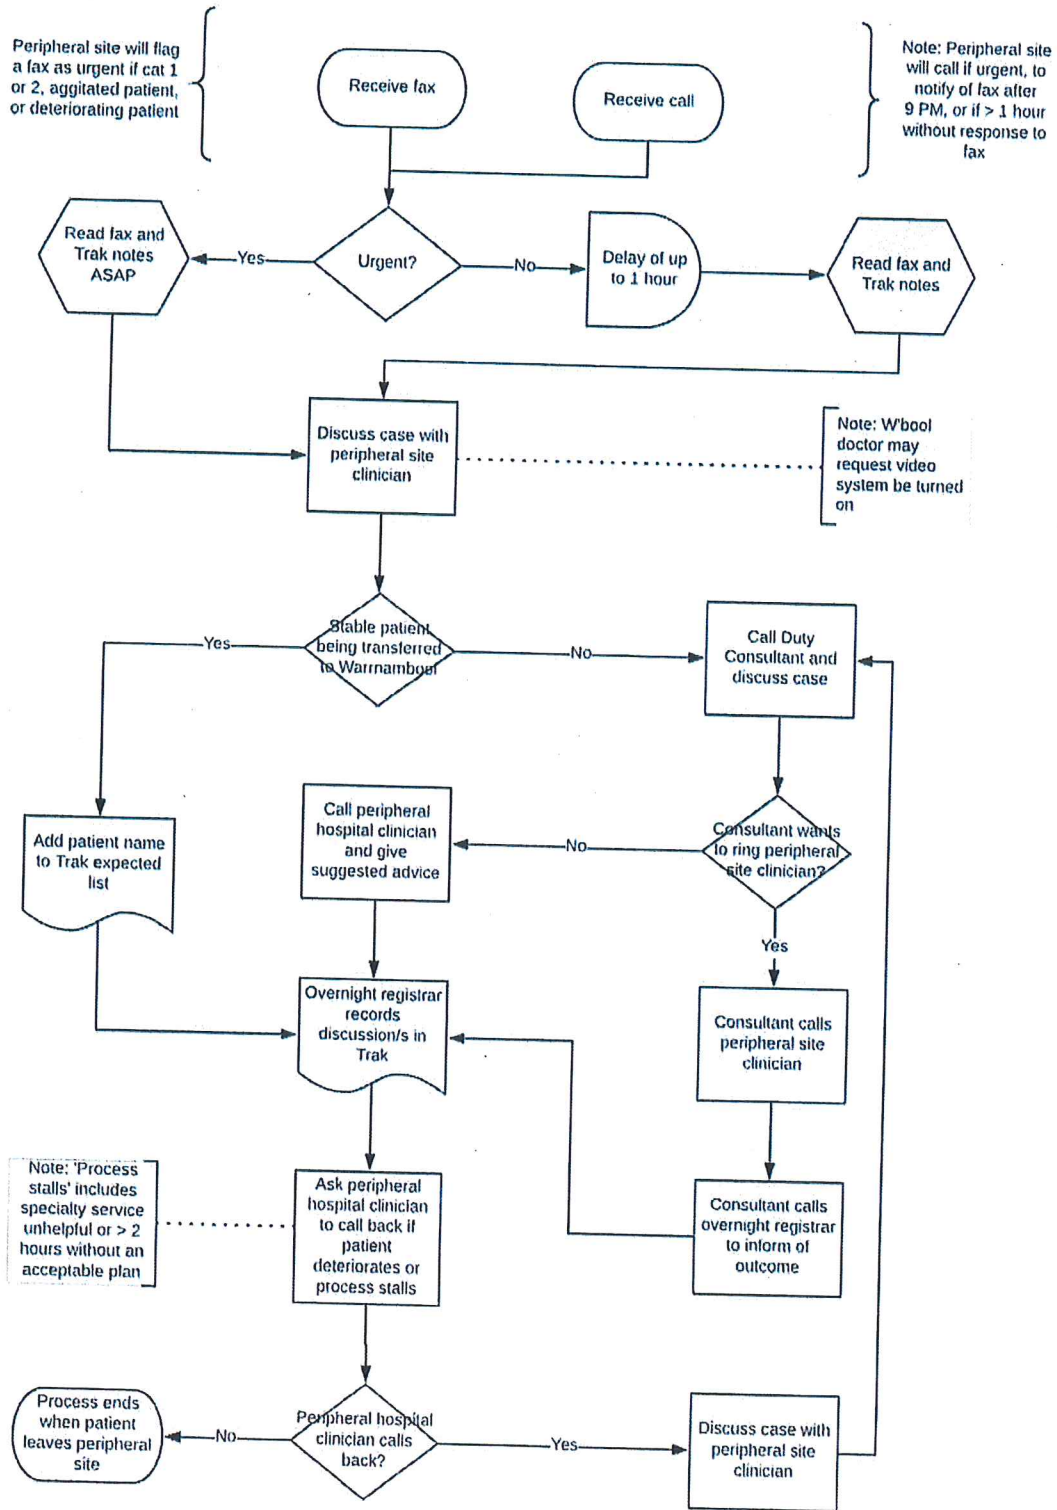 Peripheral site will flag
a fax as urgent if cat 1
or 2, aggitated patient,
or deteriorating patient
Receive fax
Receive call
Note: Peripheral site
will call if urgent, to
notify of fax after
9 PM, or if > 1 hour
without response to
fax
Read fax and
Trak notes
ASAP
Yes
Urgent?
No
Delay of up
to 1 hour
Read fax and
Trak notes
Discuss case with
peripheral site
clinician
Note: W'bool
doctor may
request video
system be turned
on
Yes
Stable patient
being transferred
to Warrnambool
No
Call Duty
Consultant and
discuss case
Add patient name
to Trak expected
list
Call peripheral
hospital clinician
and give
suggested advice
No
Consultant wants
to ring peripheral
site clinician?
Yes
Overnight registrar
records
discussion/s in
Trak
Consultant calls
peripheral site
clinician
Note: 'Process
stalls' includes
specialty service
unhelpful or > 2
hours without an
acceptable plan
Ask peripheral
hospital clinician
to call back if
patient
deteriorates or
process stalls
Consultant calls
overnight registrar
to inform of
outcome
Process ends
when patient
leaves peripheral
site
No
Peripheral hospital
clinician calls
back?
Yes
Discuss case with
peripheral site
clinician